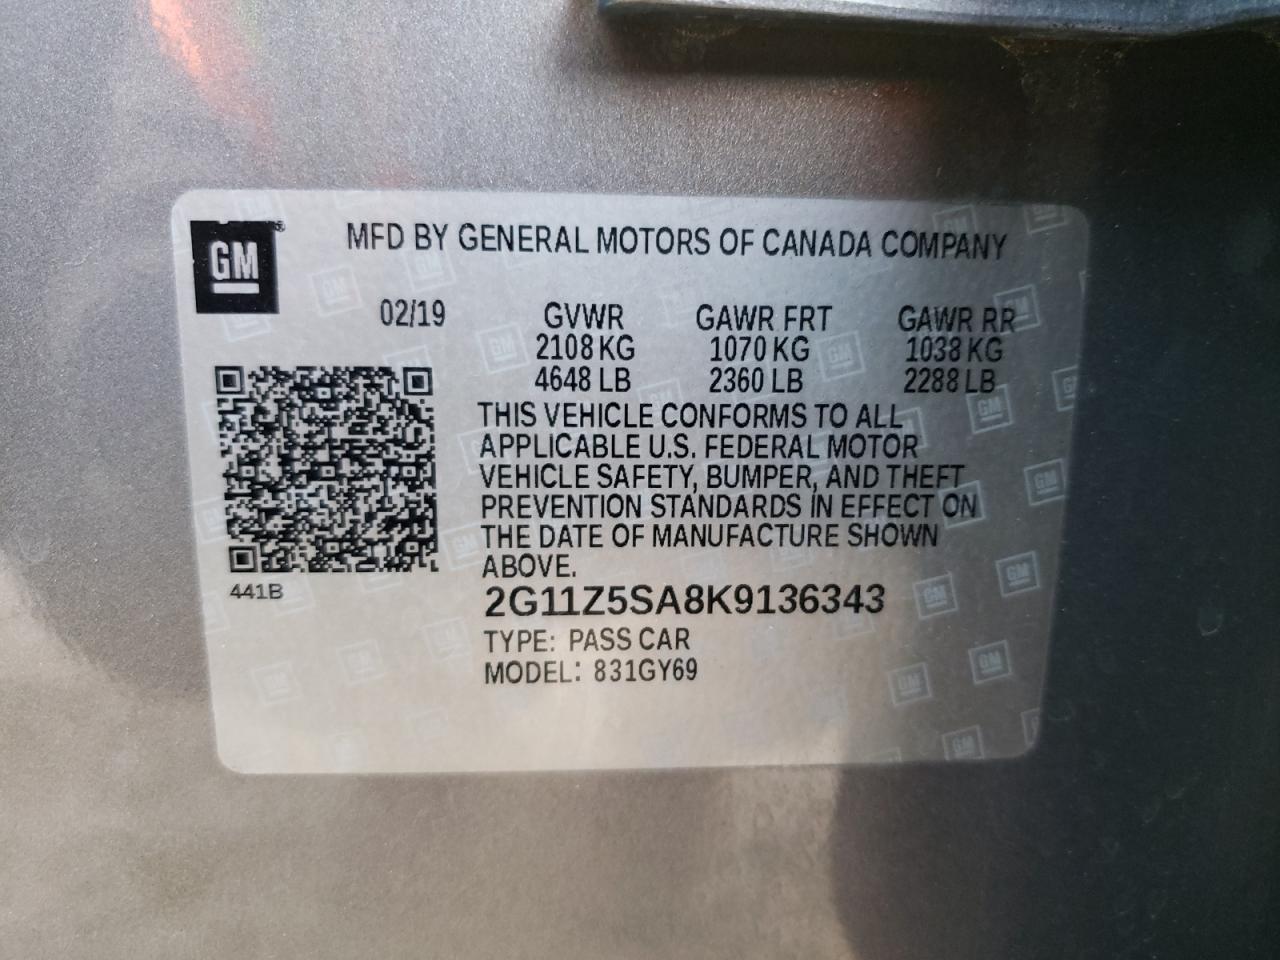 GM
MFD BY GENERAL MOTORS OF CANADA COMPANY
02/19 GVWR GAWR FRT GAWR RR
2108 KG 1070 KG 1038 KG
4648 LB 2360 LB 2288 LB
THIS VEHICLE CONFORMS TO ALL
APPLICABLE U.S. FEDERAL MOTOR
VEHICLE SAFETY, BUMPER, AND THEFT
PREVENTION STANDARDS IN EFFECT ON
THE DATE OF MANUFACTURE SHOWN
ABOVE.
441B
2G11Z5SA8K9136343
TYPE: PASS CAR
MODEL: 831GY69